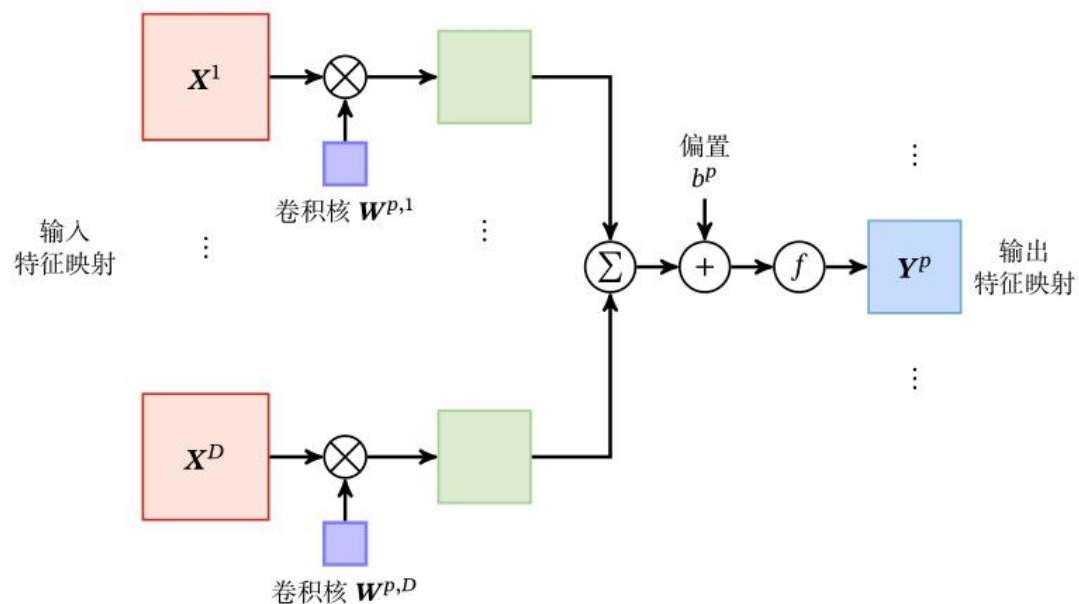 X¹
卷积核 W^{p,1}
⋮
偏置
b^p
⋮
输入
特征映射
⋮
∑
+
f
Y^p
输出
特征映射
⋮
X^D
卷积核 W^{p,D}